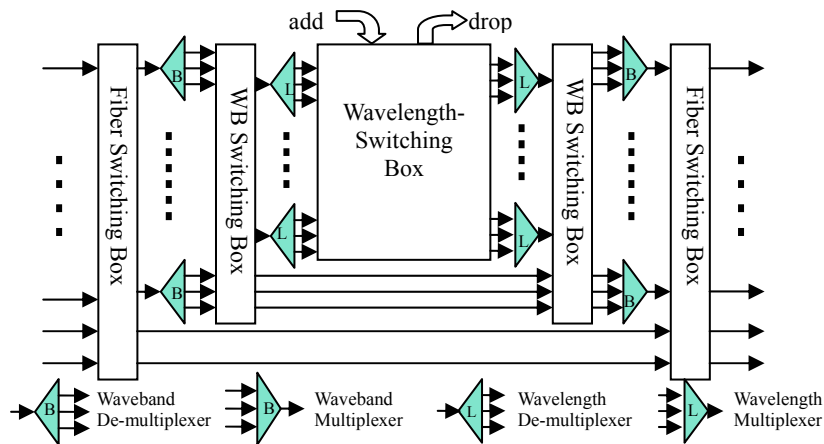 add
drop
Fiber Switching Box
B
WB Switching Box
L
Wavelength-
Switching
Box
L
WB Switching Box
B
Fiber Switching Box
L
L
B
B
B
Waveband
De-multiplexer
B
Waveband
Multiplexer
L
Wavelength
De-multiplexer
L
Wavelength
Multiplexer